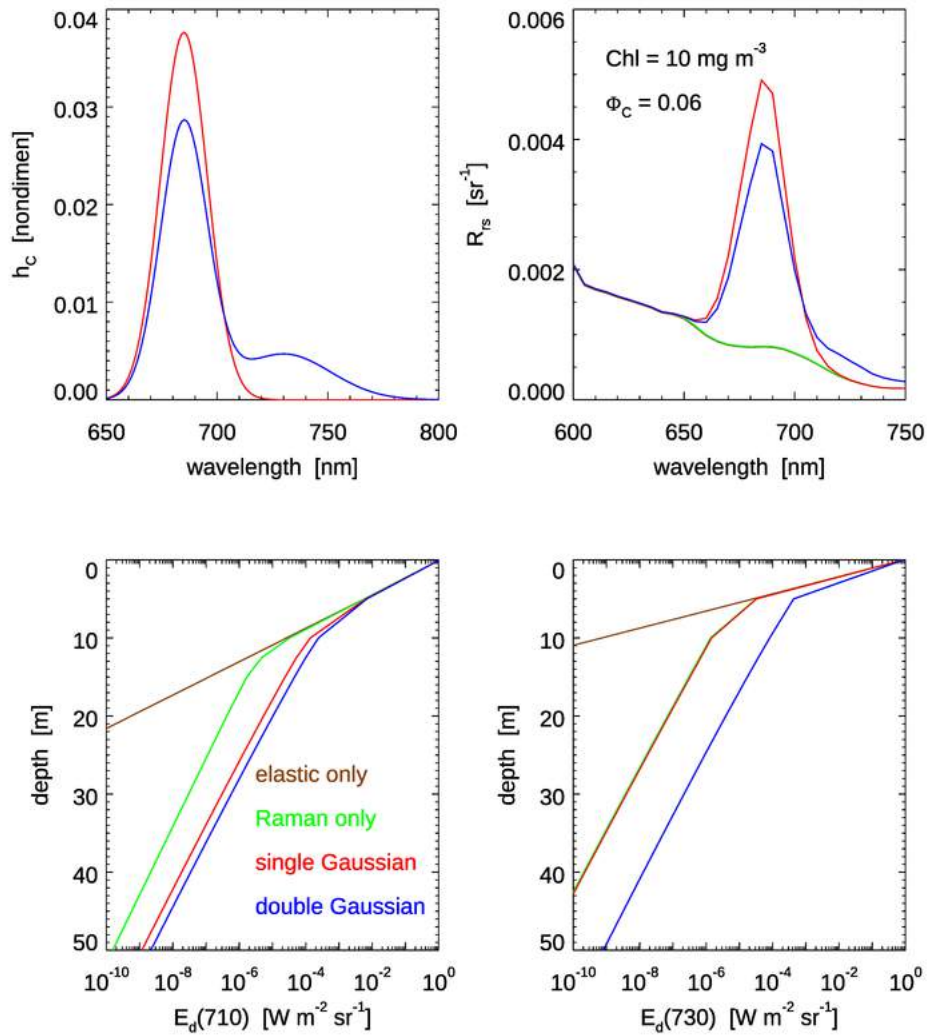 0.04
0.03
0.02
0.01
0.00
h_C [nondimen]
650 700 750 800
wavelength [nm]
0.006
0.004
0.002
0.000
R_rs [sr⁻¹]
Chl = 10 mg m⁻³
Φ_C = 0.06
600 650 700 750
wavelength [nm]
0
10
20
30
40
50
depth [m]
elastic only
Raman only
single Gaussian
double Gaussian
10⁻¹⁰ 10⁻⁸ 10⁻⁶ 10⁻⁴ 10⁻² 10⁰
E_d(710) [W m⁻² sr⁻¹]
0
10
20
30
40
50
depth [m]
10⁻¹⁰ 10⁻⁸ 10⁻⁶ 10⁻⁴ 10⁻² 10⁰
E_d(730) [W m⁻² sr⁻¹]